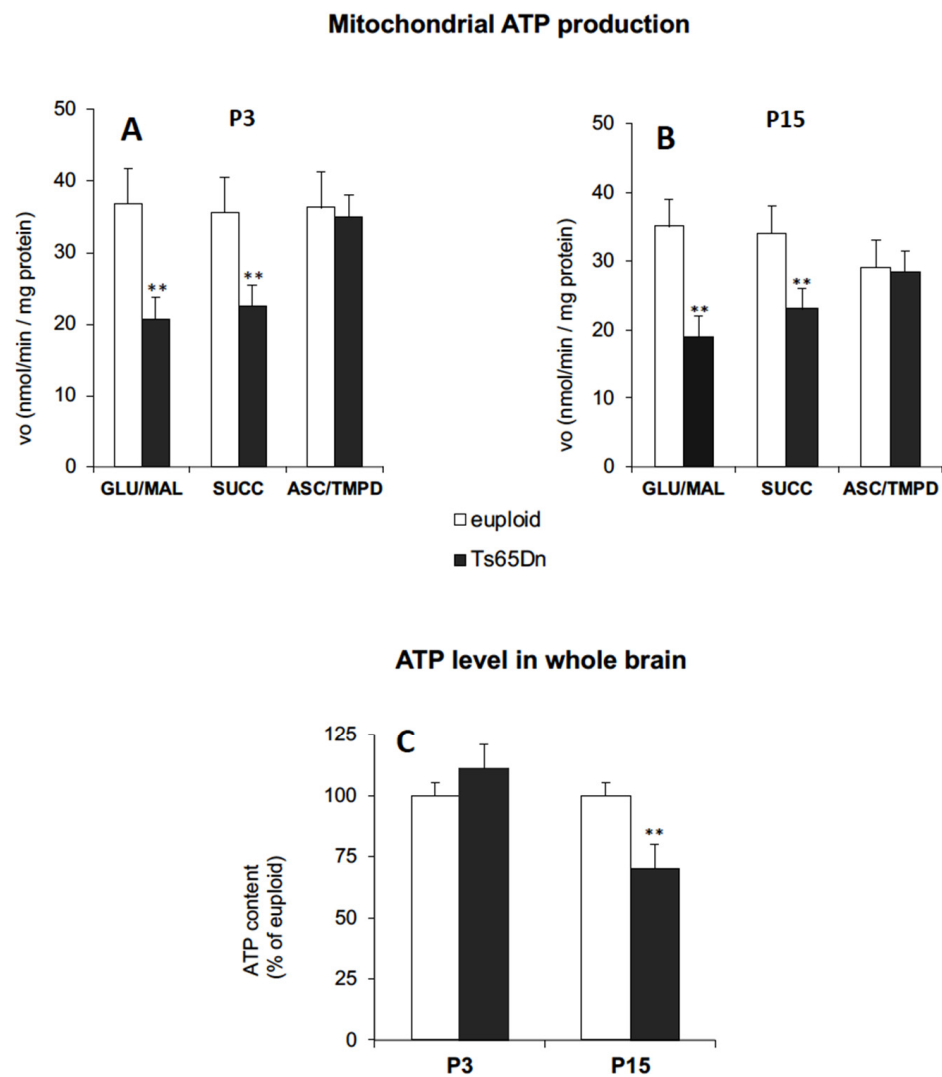 Mitochondrial ATP production
A
P3
vo (nmol/min / mg protein)
50
40
30
20
10
0
**
**
GLU/MAL
SUCC
ASC/TMPD
B
P15
vo (nmol/min / mg protein)
50
40
30
20
10
0
**
**
GLU/MAL
SUCC
ASC/TMPD
euploid
Ts65Dn
ATP level in whole brain
C
ATP content
(% of euploid)
125
100
75
50
25
0
**
P3
P15